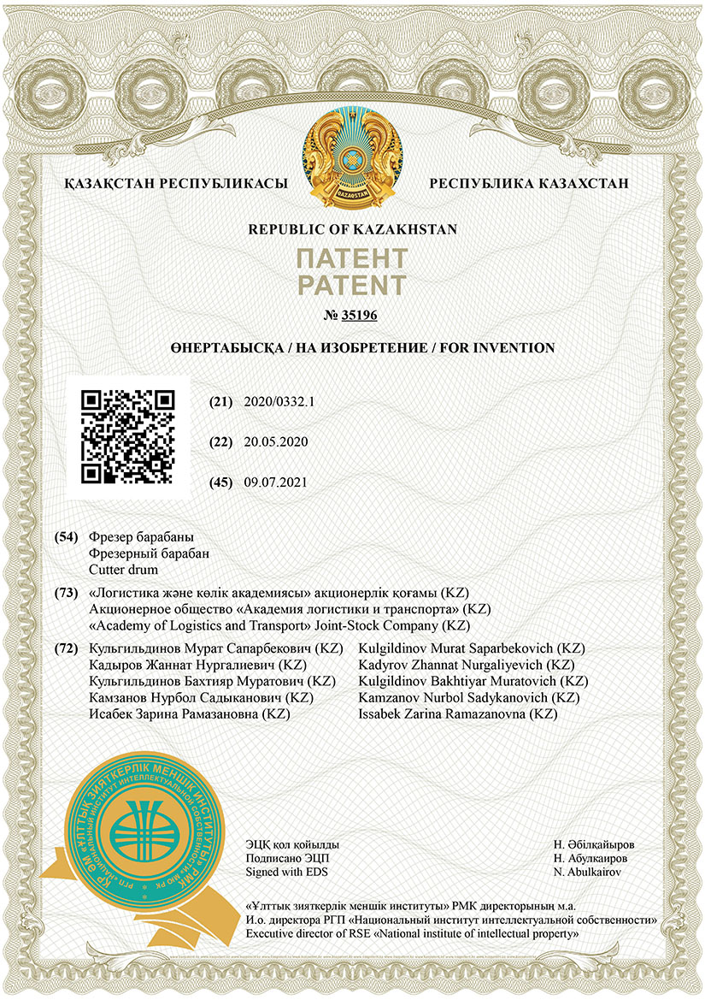 ҚАЗАҚСТАН РЕСПУБЛИКАСЫ
РЕСПУБЛИКА КАЗАХСТАН
QAZAQSTAN
REPUBLIC OF KAZAKHSTAN
ПАТЕНТ
PATENT
№ 35196
ӨНЕРТАБЫСҚА / НА ИЗОБРЕТЕНИЕ / FOR INVENTION
(21) 2020/0332.1
(22) 20.05.2020
(45) 09.07.2021
(54) Фрезер барабаны
Фрезерный барабан
Cutter drum
(73) «Логистика және көлік академиясы» акционерлік қоғамы (KZ)
Акционерное общество «Академия логистики и транспорта» (KZ)
«Academy of Logistics and Transport» Joint-Stock Company (KZ)
(72) Кульгильдинов Мурат Сапарбекович (KZ) Kulgildinov Murat Saparbekovich (KZ)
Кадыров Жаннат Нургалиевич (KZ) Kadyrov Zhannat Nurgaliyevich (KZ)
Кульгильдинов Бахтияр Муратович (KZ) Kulgildinov Bakhtiyar Muratovich (KZ)
Камзанов Нурбол Садыканович (KZ) Kamzanov Nurbol Sadykanovich (KZ)
Исабек Зарина Рамазановна (KZ) Issabek Zarina Ramazanovna (KZ)
ҚР ӘМ «ҰЛТТЫҚ ЗИЯТКЕРЛІК МЕНШІК ИНСТИТУТЫ» РМК
РГП «НАЦИОНАЛЬНЫЙ ИНСТИТУТ ИНТЕЛЛЕКТУАЛЬНОЙ СОБСТВЕННОСТИ» МЮ РК
ЭЦҚ қол қойылды Н. Әбілқайыров
Подписано ЭЦП Н. Абулкаиров
Signed with EDS N. Abulkairov
«Ұлттық зияткерлік меншік институты» РМК директорының м.а.
И.о. директора РГП «Национальный институт интеллектуальной собственности»
Executive director of RSE «National institute of intellectual property»